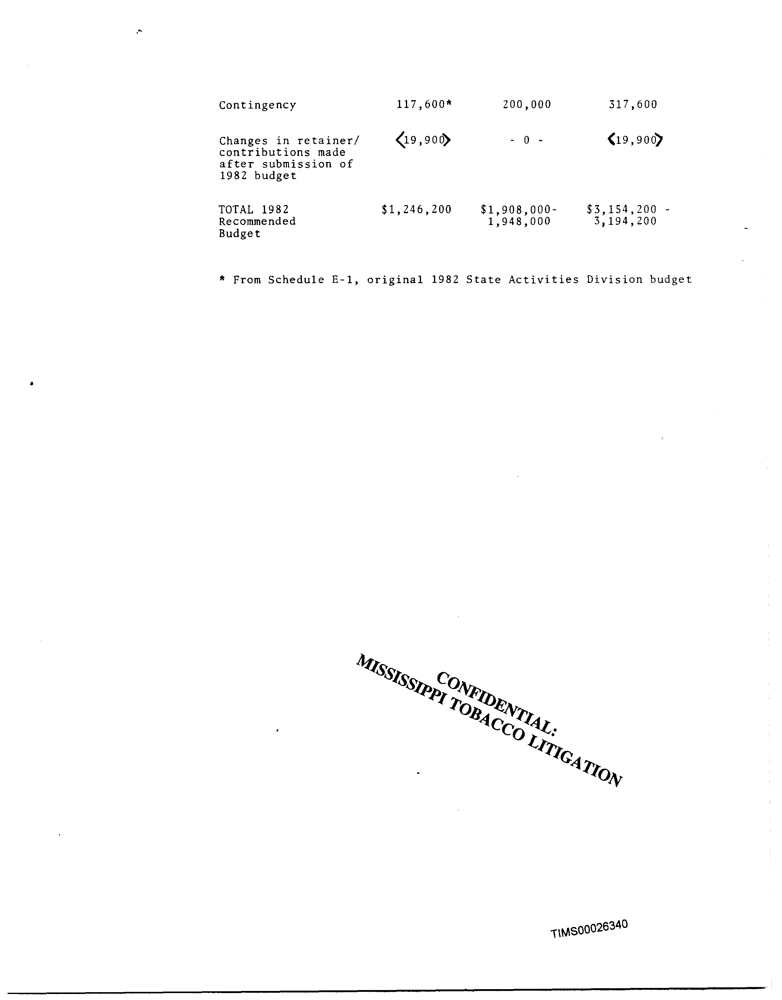 Contingency 117,600* 200,000 317,600
Changes in retainer/ <19,900> - 0 - <19,900>
contributions made
after submission of
1982 budget
TOTAL 1982 $1,246,200 $1,908,000- $3,154,200 -
Recommended 1,948,000 3,194,200
Budget
* From Schedule E-1, original 1982 State Activities Division budget
CONFIDENTIAL:
MISSISSIPPI TOBACCO LITIGATION
TIMS00026340